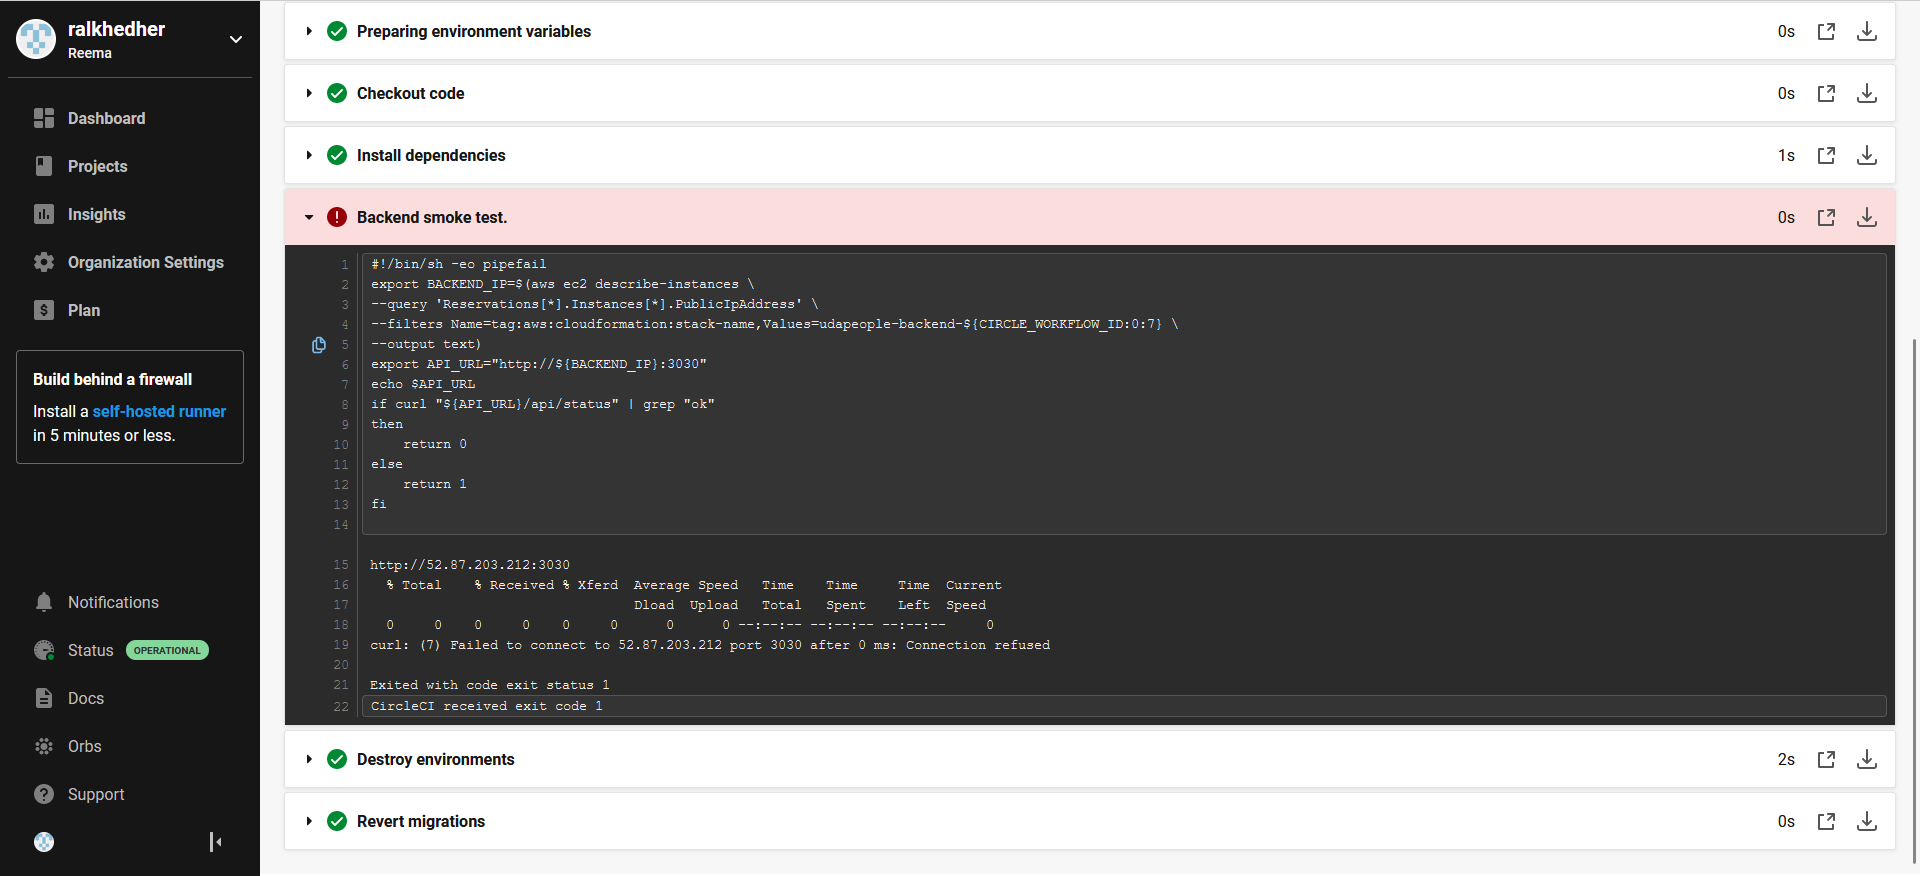 ralkhedher
Reema
Dashboard
Projects
Insights
Organization Settings
Plan
Build behind a firewall
Install a self-hosted runner
in 5 minutes or less.
Notifications
Status OPERATIONAL
Docs
Orbs
Support
Preparing environment variables 0s
Checkout code 0s
Install dependencies 1s
Backend smoke test. 0s
1 #!/bin/sh -eo pipefail
2 export BACKEND_IP=$(aws ec2 describe-instances \
3 --query 'Reservations[*].Instances[*].PublicIpAddress' \
4 --filters Name=tag:aws:cloudformation:stack-name,Values=udapeople-backend-${CIRCLE_WORKFLOW_ID:0:7} \
5 --output text)
6 export API_URL="http://${BACKEND_IP}:3030"
7 echo $API_URL
8 if curl "${API_URL}/api/status" | grep "ok"
9 then
10     return 0
11 else
12     return 1
13 fi
14
15 http://52.87.203.212:3030
16   % Total    % Received % Xferd  Average Speed   Time    Time     Time  Current
17                                  Dload  Upload   Total   Spent    Left  Speed
18   0     0    0     0    0     0      0      0 --:--:-- --:--:-- --:--:--     0
19 curl: (7) Failed to connect to 52.87.203.212 port 3030 after 0 ms: Connection refused
20
21 Exited with code exit status 1
22 CircleCI received exit code 1
Destroy environments 2s
Revert migrations 0s